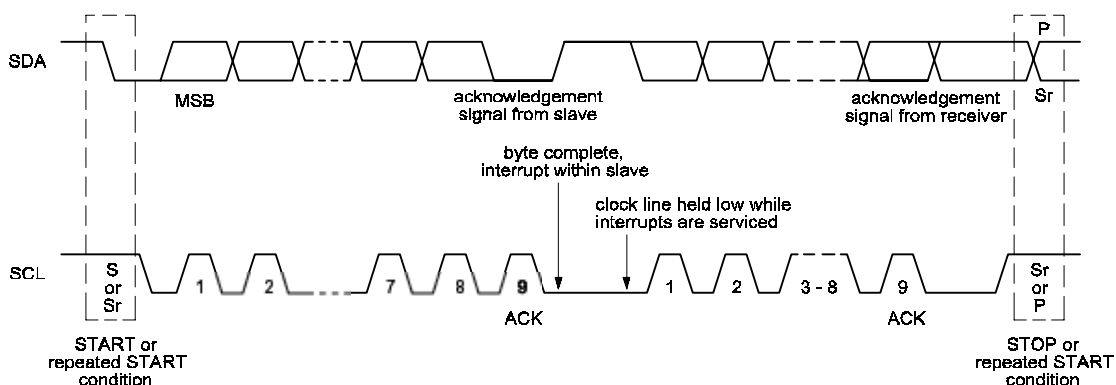 P
SDA
MSB
acknowledgement
signal from slave
acknowledgement
signal from receiver
Sr
byte complete,
interrupt within slave
clock line held low while
interrupts are serviced
SCL
S
or
Sr
1
2
7
8
9
1
2
3 - 8
9
Sr
or
P
ACK
ACK
START or
repeated START
condition
STOP or
repeated START
condition